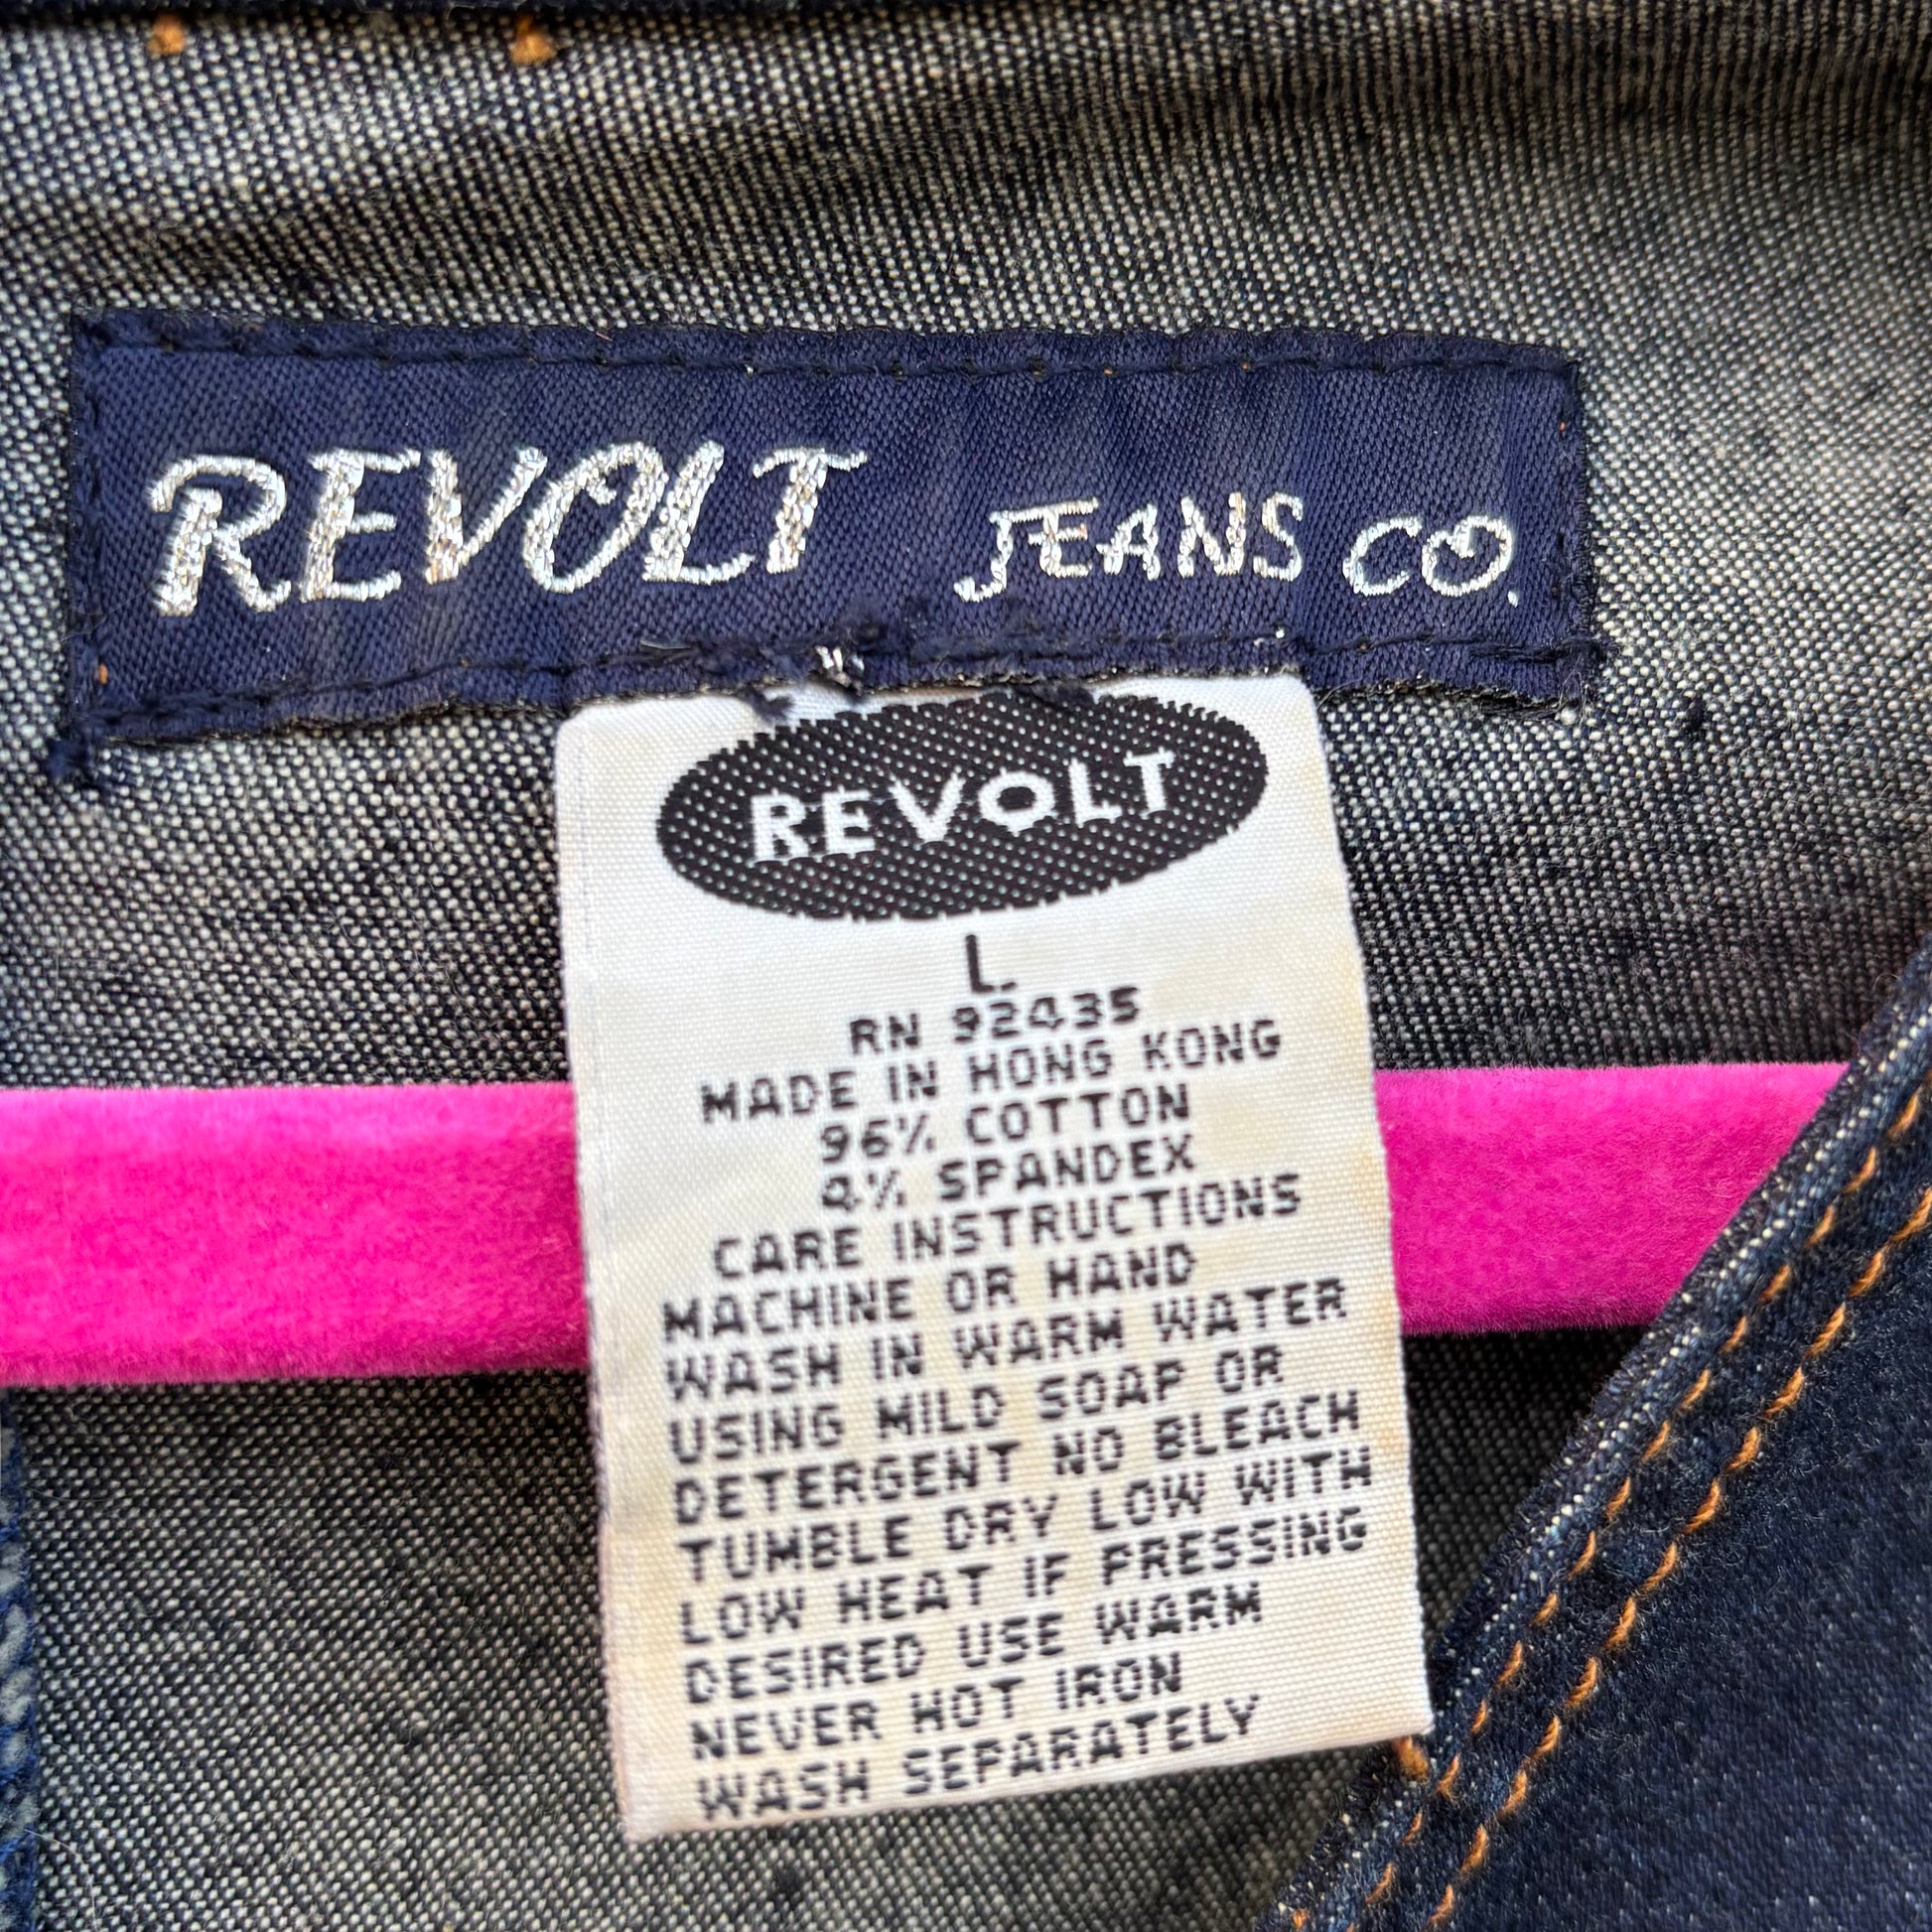 REVOLT JEANS CO.
REVOLT
L.
RN 92435
MADE IN HONG KONG
96% COTTON
4% SPANDEX
CARE INSTRUCTIONS
MACHINE OR HAND
WASH IN WARM WATER
USING MILD SOAP OR
DETERGENT NO BLEACH
TUMBLE DRY LOW WITH
LOW HEAT IF PRESSING
DESIRED USE WARM
NEVER HOT IRON
WASH SEPARATELY